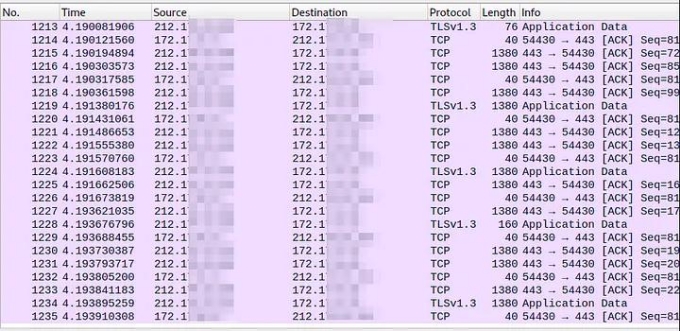 No. Time Source Destination Protocol Length Info
1213 4.190081906 212.1 172.1 TLSv1.3 76 Application Data
1214 4.190121560 172.1 212.1 TCP 40 54430 → 443 [ACK] Seq=81
1215 4.190194894 212.1 172.1 TCP 1380 443 → 54430 [ACK] Seq=72
1216 4.190303573 212.1 172.1 TCP 1380 443 → 54430 [ACK] Seq=85
1217 4.190317585 172.1 212.1 TCP 40 54430 → 443 [ACK] Seq=81
1218 4.190361598 212.1 172.1 TCP 1380 443 → 54430 [ACK] Seq=99
1219 4.191380176 212.1 172.1 TLSv1.3 1380 Application Data
1220 4.191431061 172.1 212.1 TCP 40 54430 → 443 [ACK] Seq=81
1221 4.191486653 212.1 172.1 TCP 1380 443 → 54430 [ACK] Seq=12
1222 4.191555380 212.1 172.1 TCP 1380 443 → 54430 [ACK] Seq=13
1223 4.191570760 172.1 212.1 TCP 40 54430 → 443 [ACK] Seq=81
1224 4.191608183 212.1 172.1 TLSv1.3 1380 Application Data
1225 4.191662506 212.1 172.1 TCP 1380 443 → 54430 [ACK] Seq=16
1226 4.191673819 172.1 212.1 TCP 40 54430 → 443 [ACK] Seq=81
1227 4.193621035 212.1 172.1 TCP 1380 443 → 54430 [ACK] Seq=17
1228 4.193676796 212.1 172.1 TLSv1.3 160 Application Data
1229 4.193688455 172.1 212.1 TCP 40 54430 → 443 [ACK] Seq=81
1230 4.193730387 212.1 172.1 TCP 1380 443 → 54430 [ACK] Seq=19
1231 4.193793717 212.1 172.1 TCP 1380 443 → 54430 [ACK] Seq=20
1232 4.193805200 172.1 212.1 TCP 40 54430 → 443 [ACK] Seq=81
1233 4.193841183 212.1 172.1 TCP 1380 443 → 54430 [ACK] Seq=22
1234 4.193895259 212.1 172.1 TLSv1.3 1380 Application Data
1235 4.193910308 172.1 212.1 TCP 40 54430 → 443 [ACK] Seq=81